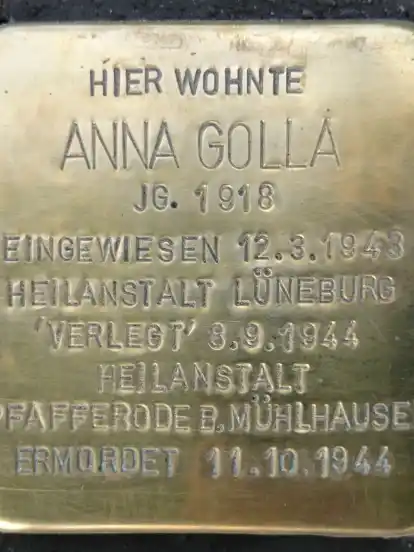 HIER WOHNTE
ANNA GOLLA
JG. 1918
EINGEWIESEN 12.3.1943
HEILANSTALT LÜNEBURG
'VERLEGT' 8.9.1944
HEILANSTALT
PFAFFERODE B. MÜHLHAUSE
ERMORDET 11.10.1944